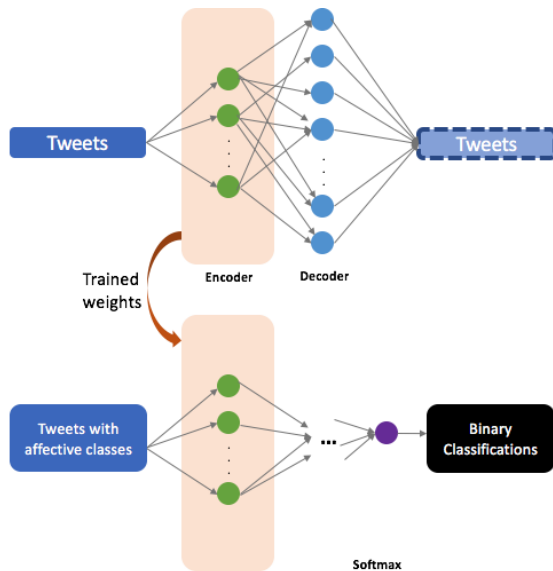 Tweets
Tweets
Encoder
Decoder
Trained
weights
Tweets with
affective classes
...
Binary
Classifications
Softmax